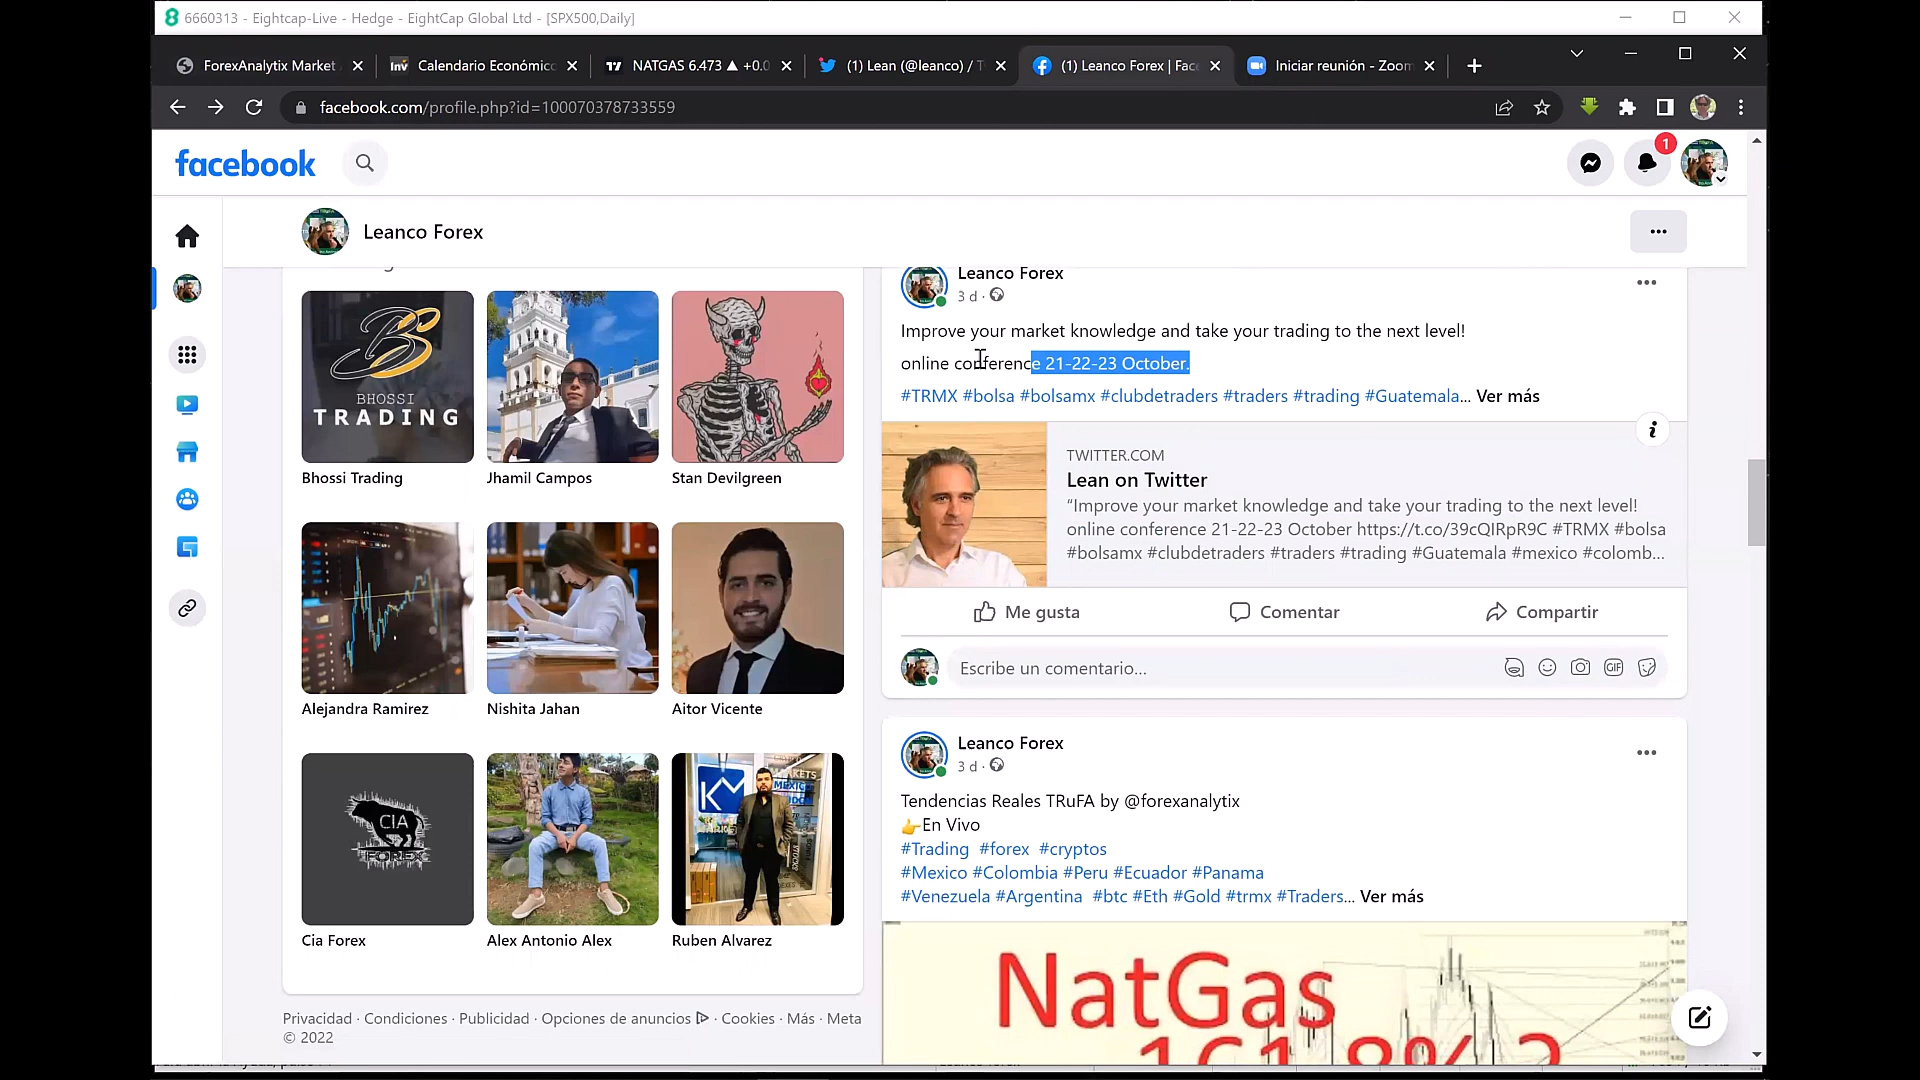 6660313 - Eightcap-Live - Hedge - EightCap Global Ltd - [SPX500,Daily]
ForexAnalytix Market
Calendario Económico
NATGAS 6.473 ▲ +0.0
(1) Lean (@leanco) / T
(1) Leanco Forex | Fac
Iniciar reunión - Zoom
facebook.com/profile.php?id=100070378733559
facebook
1
Leanco Forex
BHOSSI
TRADING
Bhossi Trading
Jhamil Campos
Stan Devilgreen
Alejandra Ramirez
Nishita Jahan
Aitor Vicente
CIA
FOREX
Cia Forex
Alex Antonio Alex
Ruben Alvarez
Privacidad · Condiciones · Publicidad · Opciones de anuncios · Cookies · Más · Meta
© 2022
Leanco Forex
3 d ·
Improve your market knowledge and take your trading to the next level!
online conference 21-22-23 October.
#TRMX #bolsa #bolsamx #clubdetraders #traders #trading #Guatemala... Ver más
TWITTER.COM
Lean on Twitter
“Improve your market knowledge and take your trading to the next level!
online conference 21-22-23 October https://t.co/39cQIRpR9C #TRMX #bolsa
#bolsamx #clubdetraders #traders #trading #Guatemala #mexico #colomb...
Me gusta
Comentar
Compartir
Escribe un comentario...
GIF
Leanco Forex
3 d ·
Tendencias Reales TRuFA by @forexanalytix
👉En Vivo
#Trading #forex #cryptos
#Mexico #Colombia #Peru #Ecuador #Panama
#Venezuela #Argentina #btc #Eth #Gold #trmx #Traders... Ver más
NatGas
161.8% ?